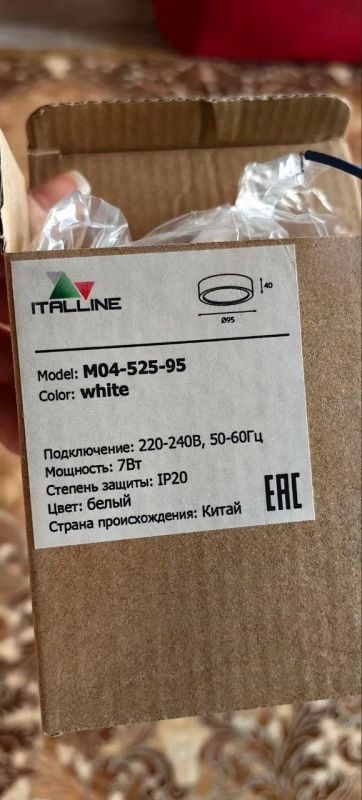 ITALLINE
40
Ø95
Model: M04-525-95
Color: white
Подключение: 220-240В, 50-60Гц
Мощность: 7Вт
Степень защиты: IP20
Цвет: белый
Страна происхождения: Китай
EAC